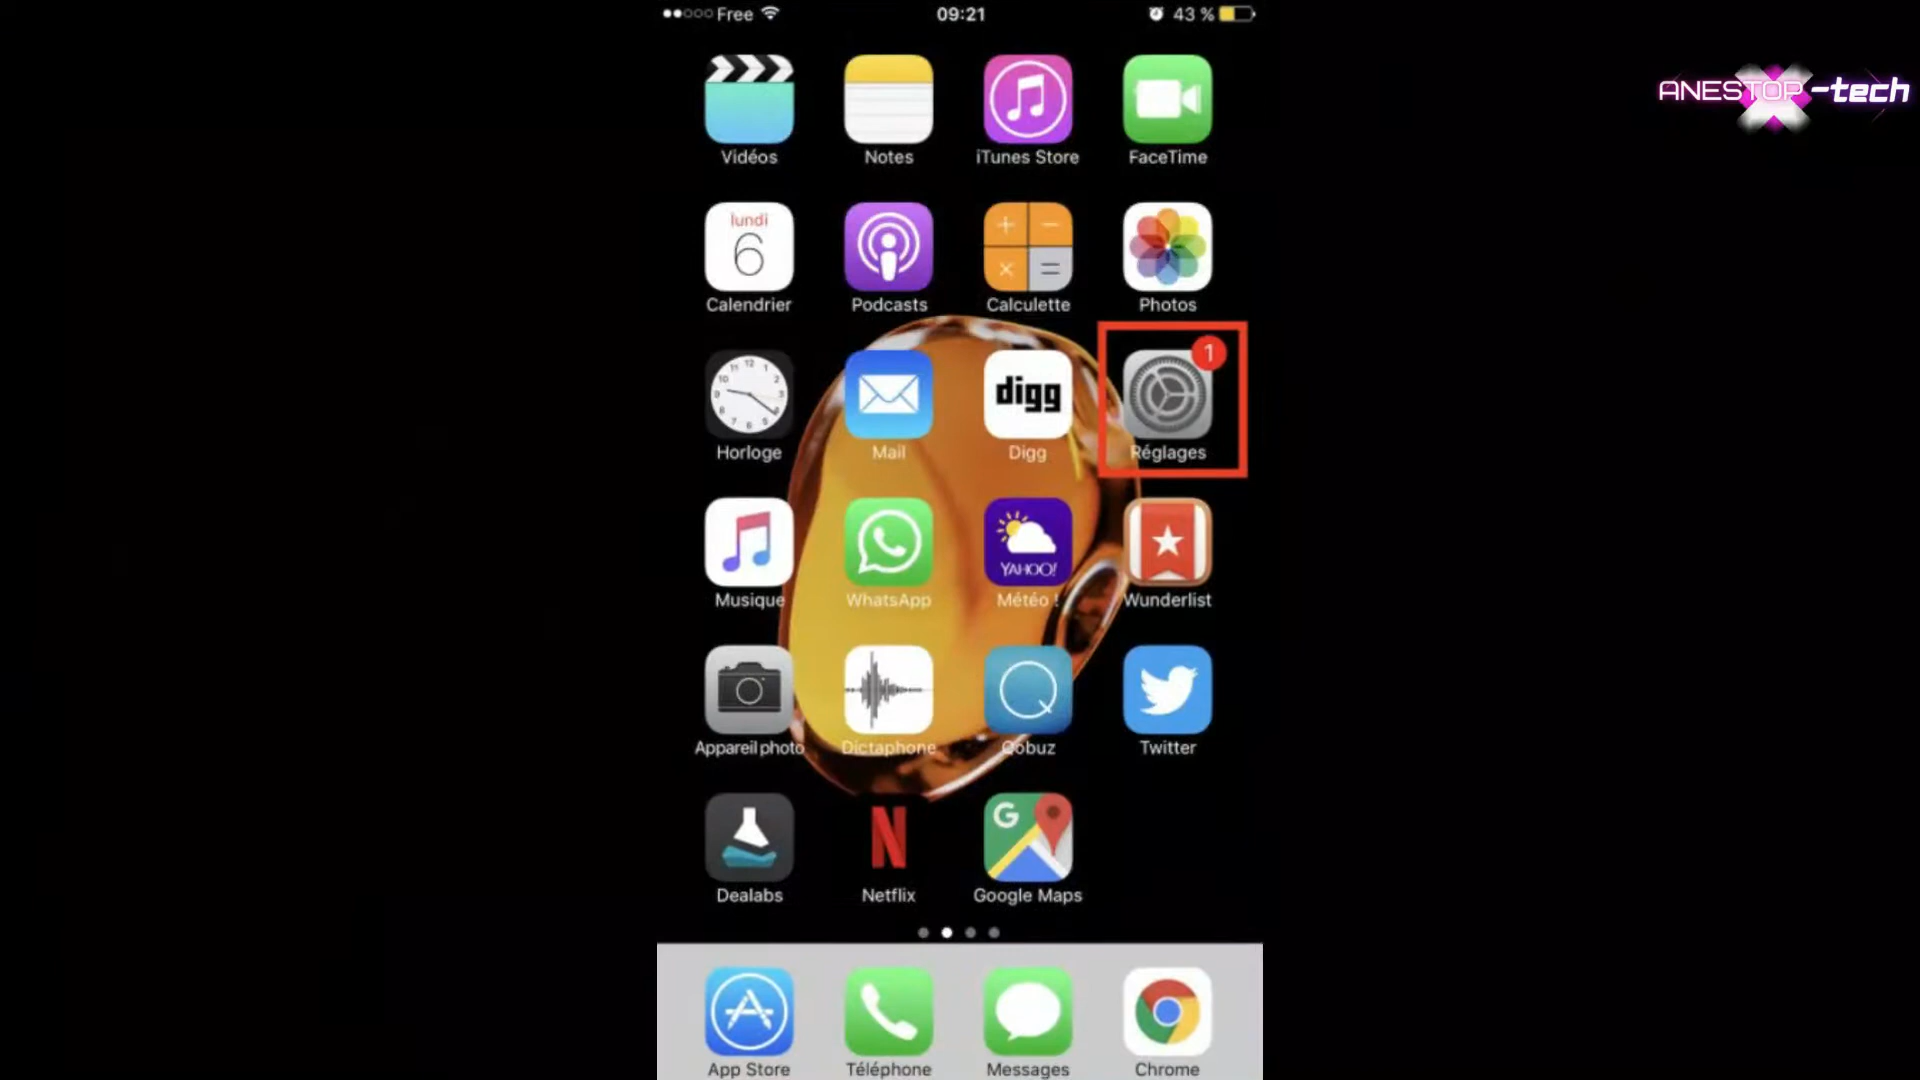 Free 09:21 43 %
ANESTOP-tech
Vidéos Notes iTunes Store FaceTime
lundi
6
Calendrier Podcasts Calculette Photos
1
digg
Horloge Mail Digg Réglages
YAHOO!
Musique WhatsApp Météo ! Wunderlist
Appareil photo Dictaphone Qobuz Twitter
N
G
Dealabs Netflix Google Maps
App Store Téléphone Messages Chrome